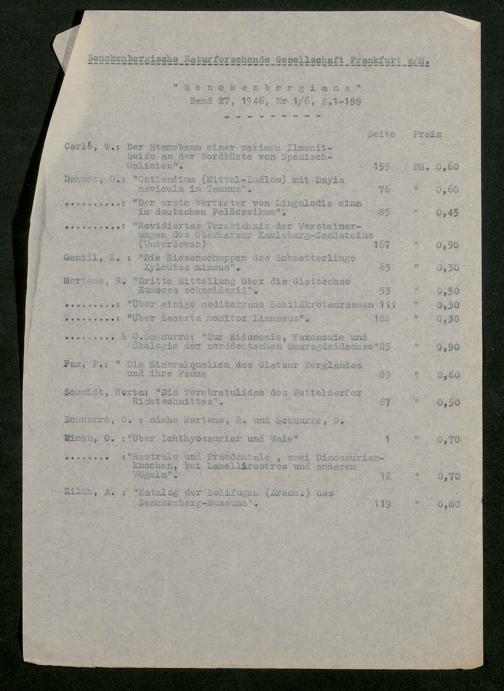 Senckenbergische Naturforschende Gesellschaft Frankfurt a/M.
"Senckenbergiana"
Band 27, 1946, Nr 1/6, S.1-188
Seite Preis
Carlé, W.: Der Stammbaum einer marinen Ilmenit-
Seife an der Nordküste von Spanisch-
Galicien". 155 RM. 0,60
Dahmer, G.: "Gotlandium (Mittel-Ludlow) mit Dayia
navicula im Taunus". 76 " 0,60
..........: "Der erste Vertreter von Lingulodis cinm
im deutschen Paläozoikum". 85 " 0,45
..........: "Revidiertes Verzeichnis der Versteiner-
ungen des Oberharzer Kahleberg-Sandsteins
(Unterdevon) 167 " 0,90
Gentil, K. : "Die Riesenschuppen des Schmetterlings
Xyleutes mineus". 63 " 0,30
Mertens, R. "Dritte Mitteilung über die Glattechse
Eumeces schneiderii". 53 " 0,50
..........: "Über einige mediterrane Schildkrötenrassen 111 " 0,50
..........: "Über Lacerta monitor Linnaeus". 188 " 0,30
.......... & O.Schnurre: "Zur Eidonomie, Taxonomie und
Ökologie der norddeutschen Smaragdeidechse"25 " 0,90
Pax, F.: " Die Mineralquellen des Glatzer Berglandes
und ihre Fauna 89 " 0,60
Schmidt, Herta: "Die Terebratulidae des Wetteldorfer
Richtschnittes". 67 " 0,50
Schnurre, O. : siehe Mertens, R. und Schnurre, O.
Wiman, C. :"Über Ichthyosaurier und Wale" 1 " 0,70
........ :"Rostrale und Praedentale , zwei Dinosaurier-
knochen, bei Lamellirostres und anderen
Vögeln". 12 " 0,70
Zilch, A. : "Katalog der Solifugen (Arach.) des
Senckenberg-Museums". 119 " 0,80